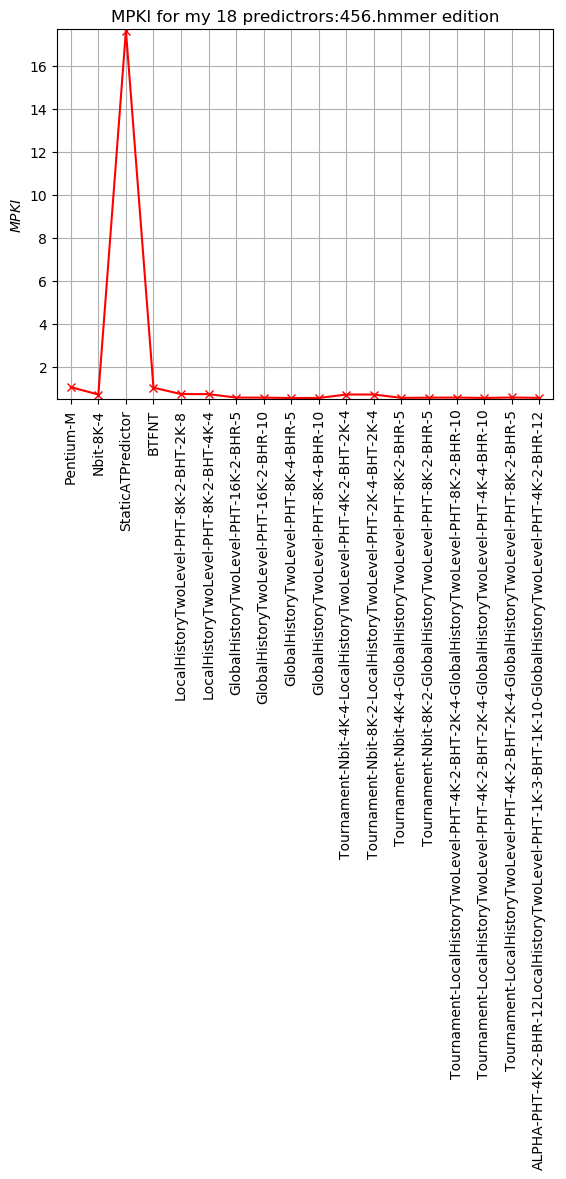 MPKI for my 18 predictrors:456.hmmer edition
MPKI
16
14
12
10
8
6
4
2
Pentium-M
Nbit-8K-4
StaticATPredictor
BTFNT
LocalHistoryTwoLevel-PHT-8K-2-BHT-2K-8
LocalHistoryTwoLevel-PHT-8K-2-BHT-4K-4
GlobalHistoryTwoLevel-PHT-16K-2-BHR-5
GlobalHistoryTwoLevel-PHT-16K-2-BHR-10
GlobalHistoryTwoLevel-PHT-8K-4-BHR-5
GlobalHistoryTwoLevel-PHT-8K-4-BHR-10
Tournament-Nbit-4K-4-LocalHistoryTwoLevel-PHT-4K-2-BHT-2K-4
Tournament-Nbit-8K-2-LocalHistoryTwoLevel-PHT-2K-4-BHT-2K-4
Tournament-Nbit-4K-4-GlobalHistoryTwoLevel-PHT-8K-2-BHR-5
Tournament-Nbit-8K-2-GlobalHistoryTwoLevel-PHT-8K-2-BHR-5
Tournament-LocalHistoryTwoLevel-PHT-4K-2-BHT-2K-4-GlobalHistoryTwoLevel-PHT-8K-2-BHR-10
Tournament-LocalHistoryTwoLevel-PHT-4K-2-BHT-2K-4-GlobalHistoryTwoLevel-PHT-4K-4-BHR-10
Tournament-LocalHistoryTwoLevel-PHT-4K-2-BHT-2K-4-GlobalHistoryTwoLevel-PHT-8K-2-BHR-5
ALPHA-PHT-4K-2-BHR-12LocalHistoryTwoLevel-PHT-1K-3-BHT-1K-10-GlobalHistoryTwoLevel-PHT-4K-2-BHR-12